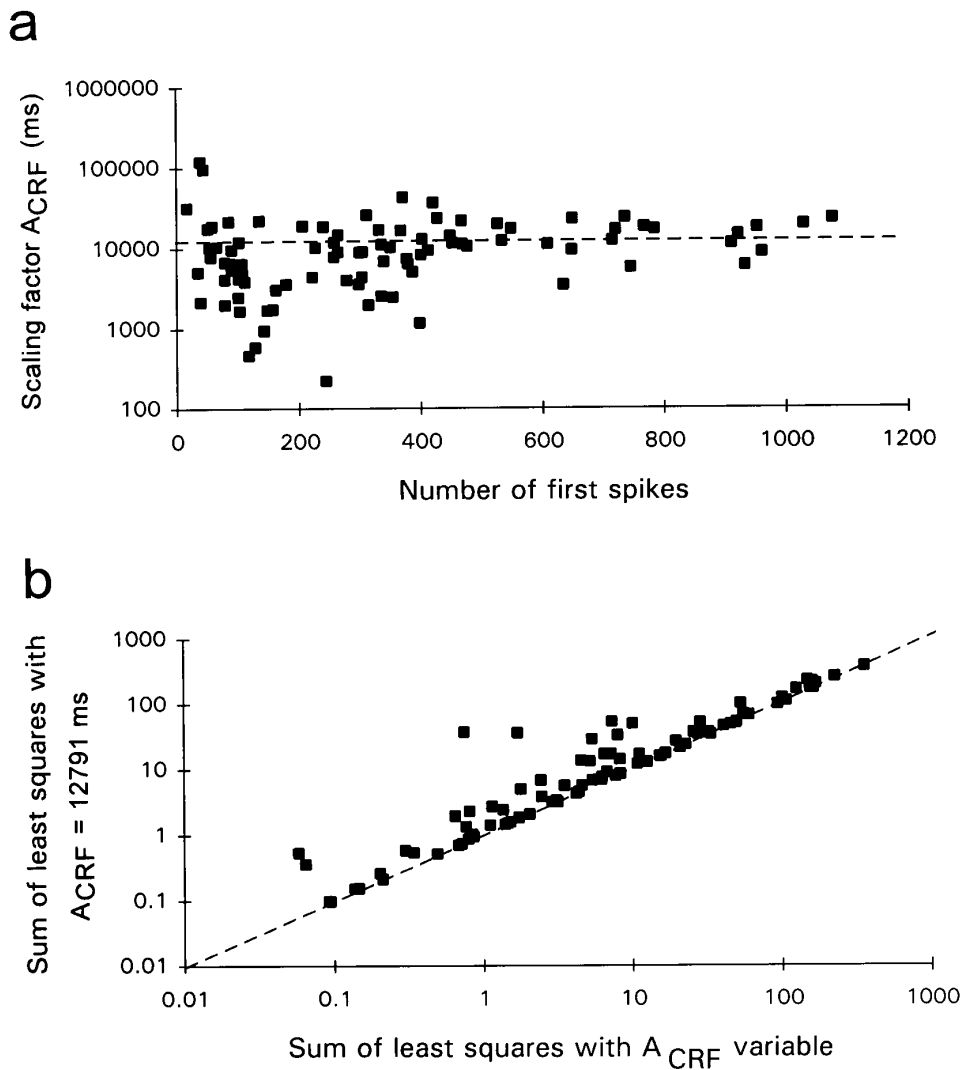 a
Scaling factor ACRF (ms)
1000000
100000
10000
1000
100
0 200 400 600 800 1000 1200
Number of first spikes
b
Sum of least squares with
ACRF = 12791 ms
1000
100
10
1
0.1
0.01
0.01 0.1 1 10 100 1000
Sum of least squares with A CRF variable